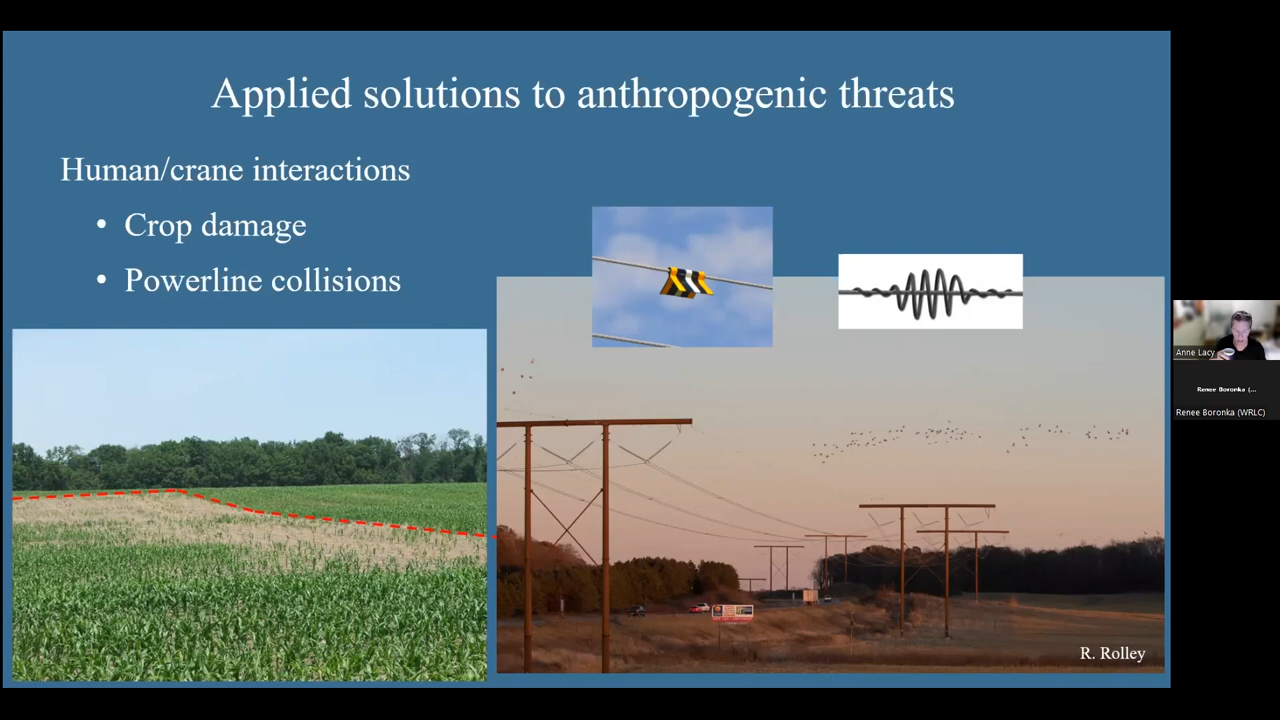 Applied solutions to anthropogenic threats
Human/crane interactions
• Crop damage
• Powerline collisions
R. Rolley
Anne Lacy
Renee Boronka (...
Renee Boronka (WRLC)